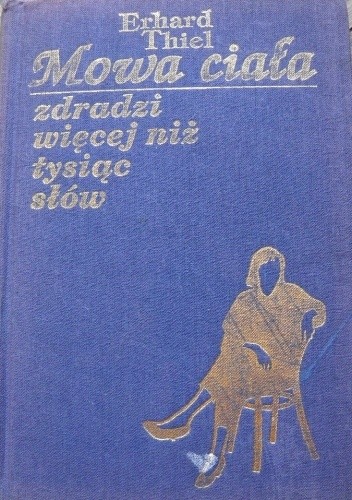 Erhard
Thiel
Mowa ciała
zdradzi
więcej niż
tysiąc
słów